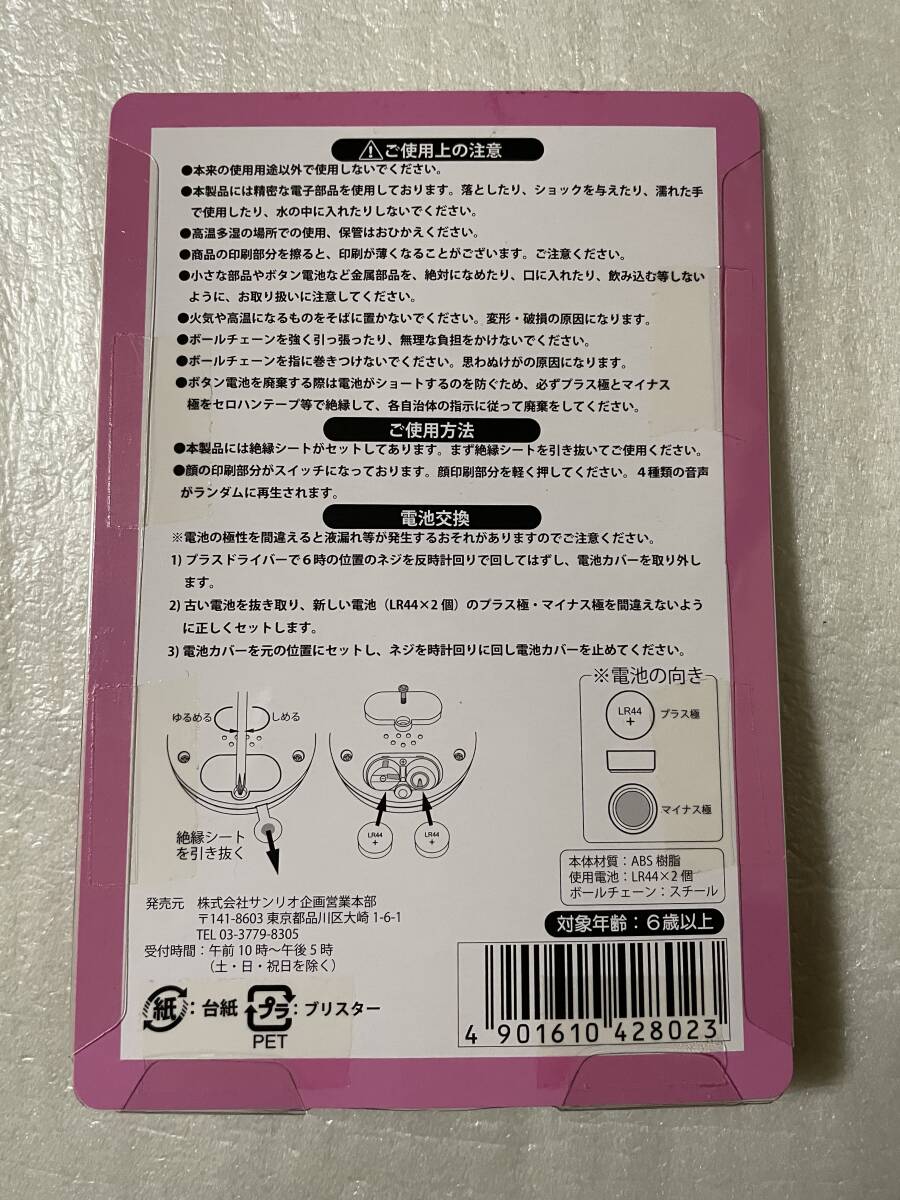 ⚠ご使用上の注意
●本来の使用用途以外で使用しないでください。
●本製品には精密な電子部品を使用しております。落としたり、ショックを与えたり、濡れた手
で使用したり、水の中に入れたりしないでください。
●高温多湿の場所での使用、保管はおひかえください。
●商品の印刷部分を擦ると、印刷が薄くなることがございます。ご注意ください。
●小さな部品やボタン電池など金属部品を、絶対になめたり、口に入れたり、飲み込む等しない
ように、お取り扱いに注意してください。
●火気や高温になるものをそばに置かないでください。変形・破損の原因になります。
●ボールチェーンを強く引っ張ったり、無理な負担をかけないでください。
●ボールチェーンを指に巻きつけないでください。思わぬけがの原因になります。
●ボタン電池を廃棄する際は電池がショートするのを防ぐため、必ずプラス極とマイナス
極をセロハンテープ等で絶縁して、各自治体の指示に従って廃棄をしてください。
ご使用方法
●本製品には絶縁シートがセットしてあります。まず絶縁シートを引き抜いてご使用ください。
●顔の印刷部分がスイッチになっております。顔印刷部分を軽く押してください。4種類の音声
がランダムに再生されます。
電池交換
※電池の極性を間違えると液漏れ等が発生するおそれがありますのでご注意ください。
1) プラスドライバーで6時の位置のネジを反時計回りで回してはずし、電池カバーを取り外し
ます。
2) 古い電池を抜き取り、新しい電池（LR44×2個）のプラス極・マイナス極を間違えないよう
に正しくセットします。
3) 電池カバーを元の位置にセットし、ネジを時計回りに回し電池カバーを止めてください。
ゆるめる しめる
絶縁シート
を引き抜く
LR44
+
LR44
+
※電池の向き
LR44
+
プラス極
マイナス極
本体材質：ABS樹脂
使用電池：LR44×2個
ボールチェーン：スチール
発売元 株式会社サンリオ企画営業本部
〒141-8603 東京都品川区大崎 1-6-1
TEL 03-3779-8305
受付時間：午前10時～午後5時
（土・日・祝日を除く）
対象年齢：6歳以上
紙：台紙 プラ：ブリスター
PET
4 901610 428023